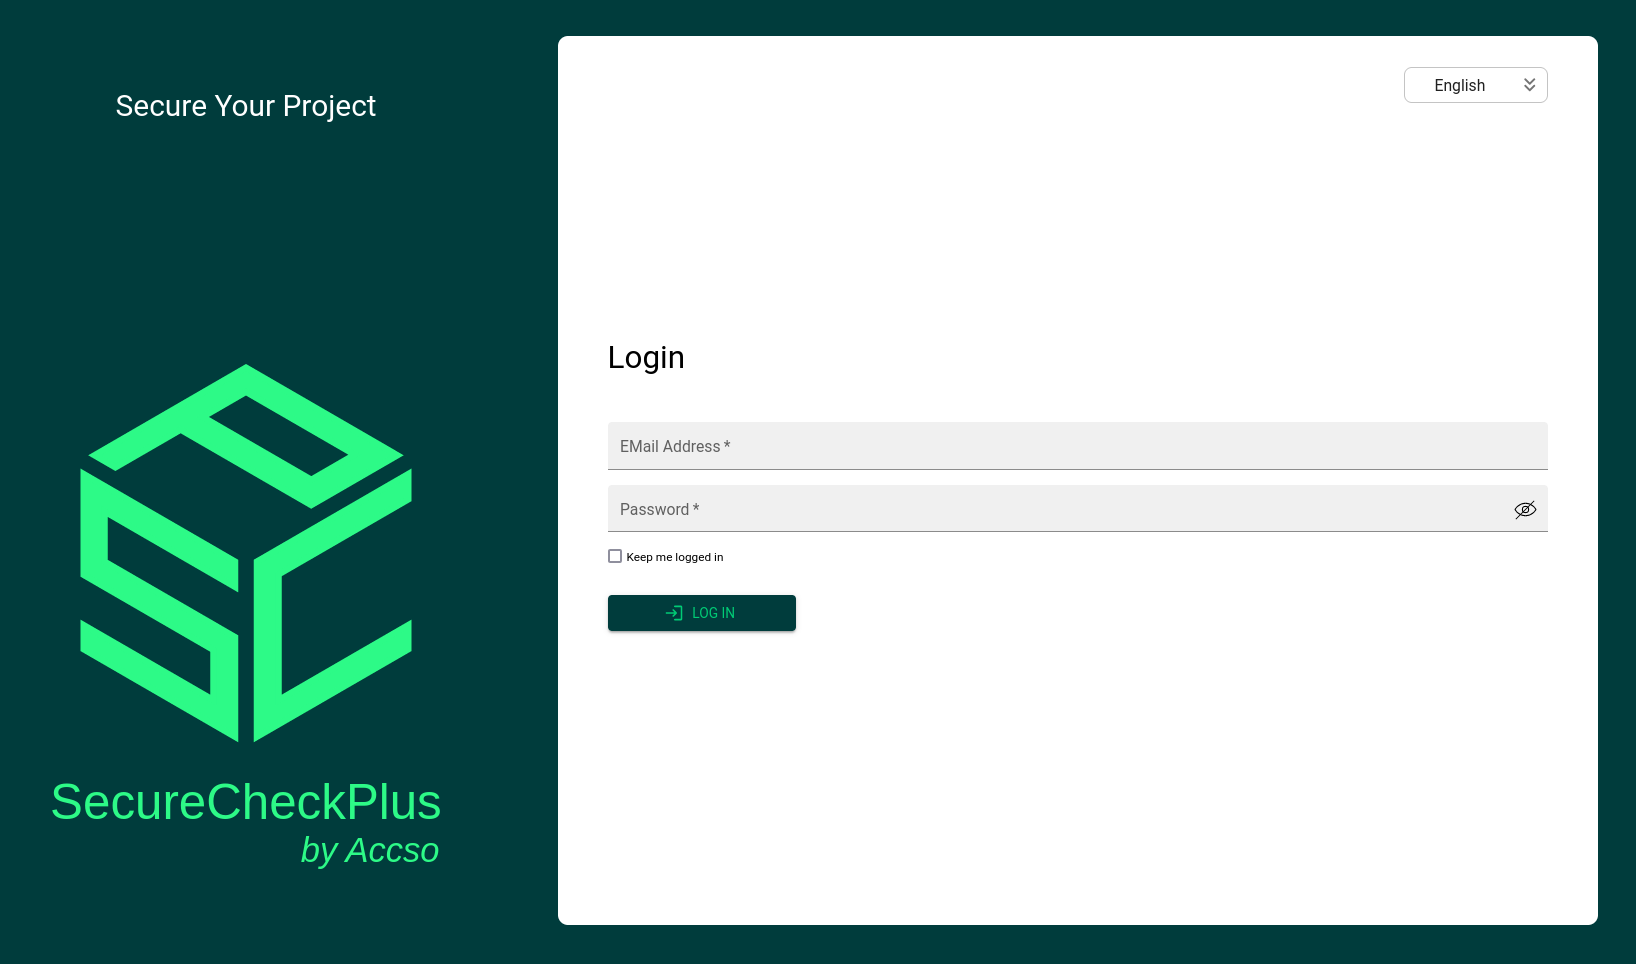 Secure Your Project
SecureCheckPlus
by Accso
English
Login
EMail Address *
Password *
Keep me logged in
LOG IN